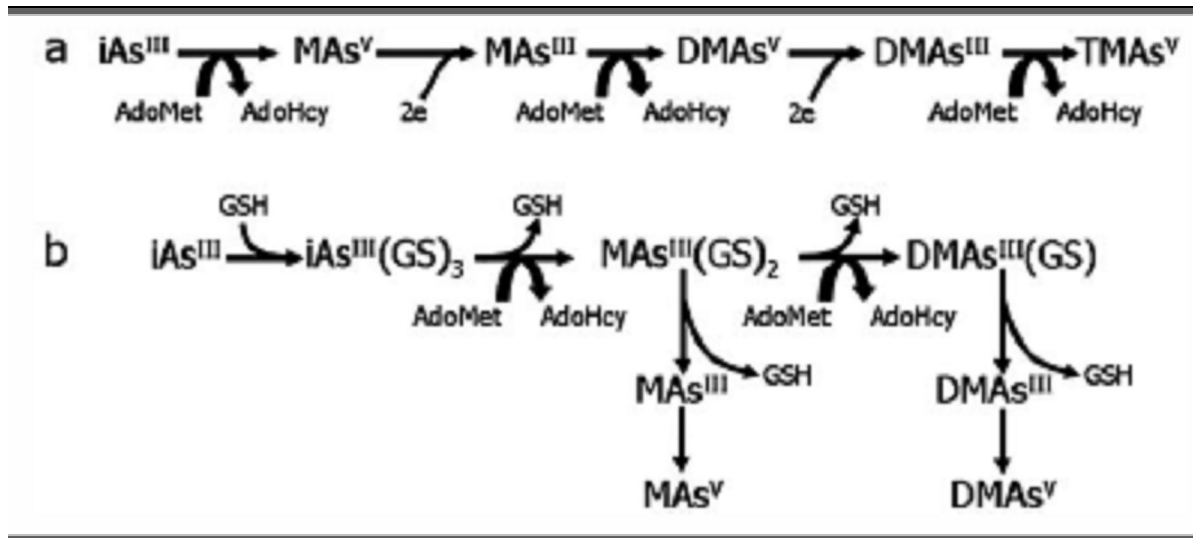 a iAsᴵᴵᴵ MAsⱽ MAsᴵᴵᴵ DMAsⱽ DMAsᴵᴵᴵ TMAsⱽ
AdoMet AdoHcy 2e AdoMet AdoHcy 2e AdoMet AdoHcy
GSH GSH GSH
b iAsᴵᴵᴵ iAsᴵᴵᴵ(GS)₃ MAsᴵᴵᴵ(GS)₂ DMAsᴵᴵᴵ(GS)
AdoMet AdoHcy AdoMet AdoHcy
MAsᴵᴵᴵ GSH DMAsᴵᴵᴵ GSH
MAsⱽ DMAsⱽ